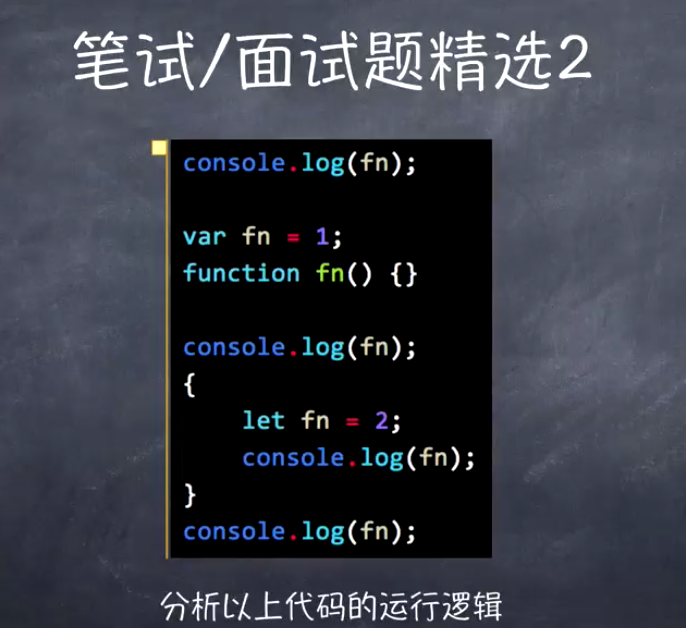 笔试/面试题精选2
console.log(fn);
var fn = 1;
function fn() {}
console.log(fn);
{
    let fn = 2;
    console.log(fn);
}
console.log(fn);
分析以上代码的运行逻辑